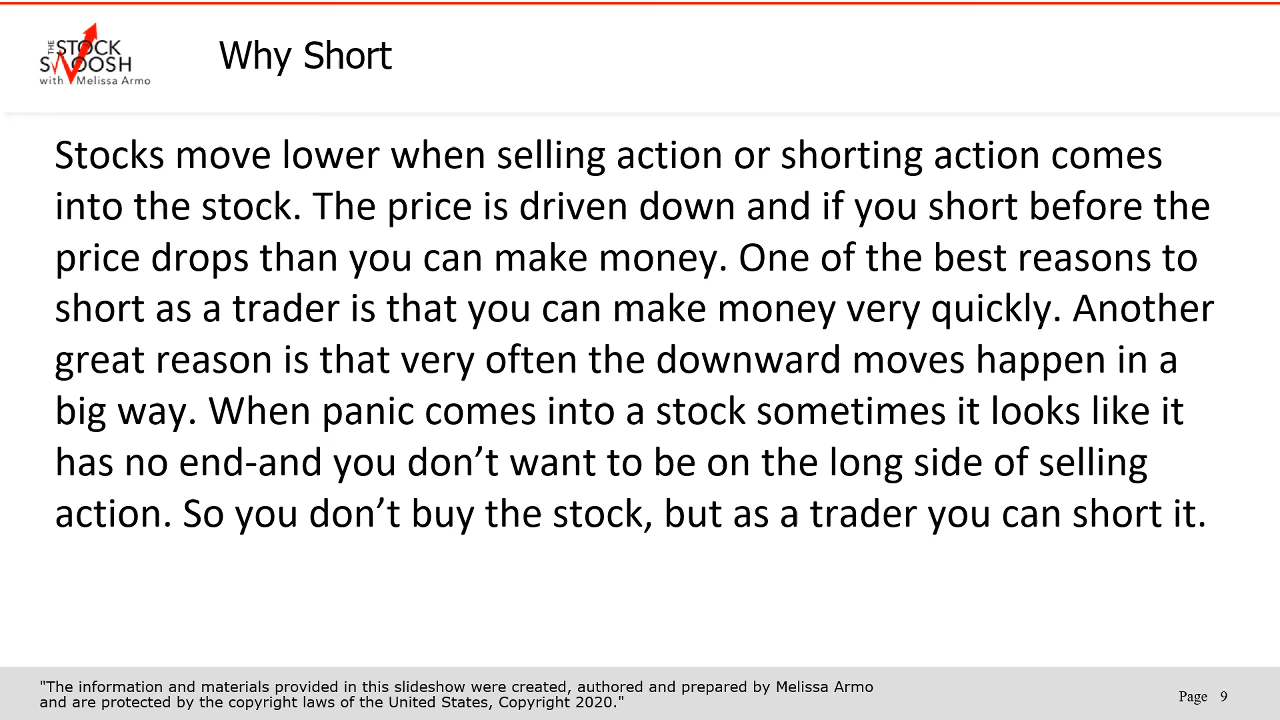 THE STOCK
SWOOSH
with Melissa Armo
Why Short
Stocks move lower when selling action or shorting action comes
into the stock. The price is driven down and if you short before the
price drops than you can make money. One of the best reasons to
short as a trader is that you can make money very quickly. Another
great reason is that very often the downward moves happen in a
big way. When panic comes into a stock sometimes it looks like it
has no end-and you don’t want to be on the long side of selling
action. So you don’t buy the stock, but as a trader you can short it.
"The information and materials provided in this slideshow were created, authored and prepared by Melissa Armo
and are protected by the copyright laws of the United States, Copyright 2020."
Page 9